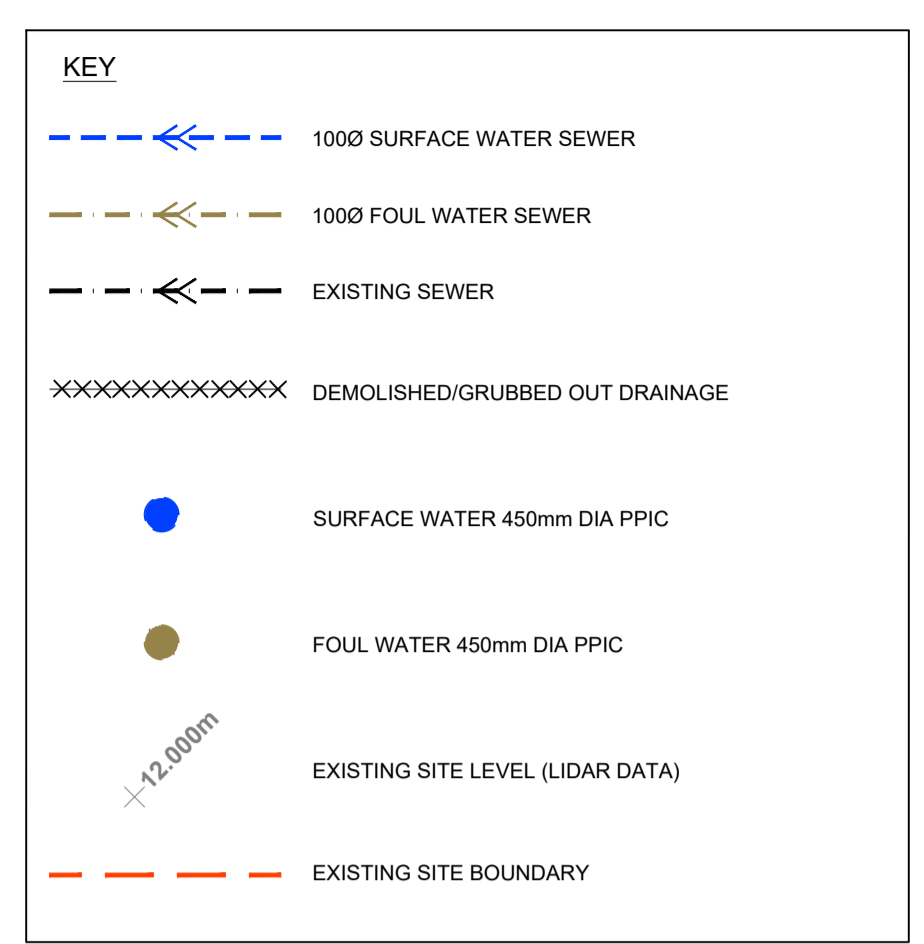 KEY
100Ø SURFACE WATER SEWER
100Ø FOUL WATER SEWER
EXISTING SEWER
DEMOLISHED/GRUBBED OUT DRAINAGE
SURFACE WATER 450mm DIA PPIC
FOUL WATER 450mm DIA PPIC
12.000m
EXISTING SITE LEVEL (LIDAR DATA)
EXISTING SITE BOUNDARY